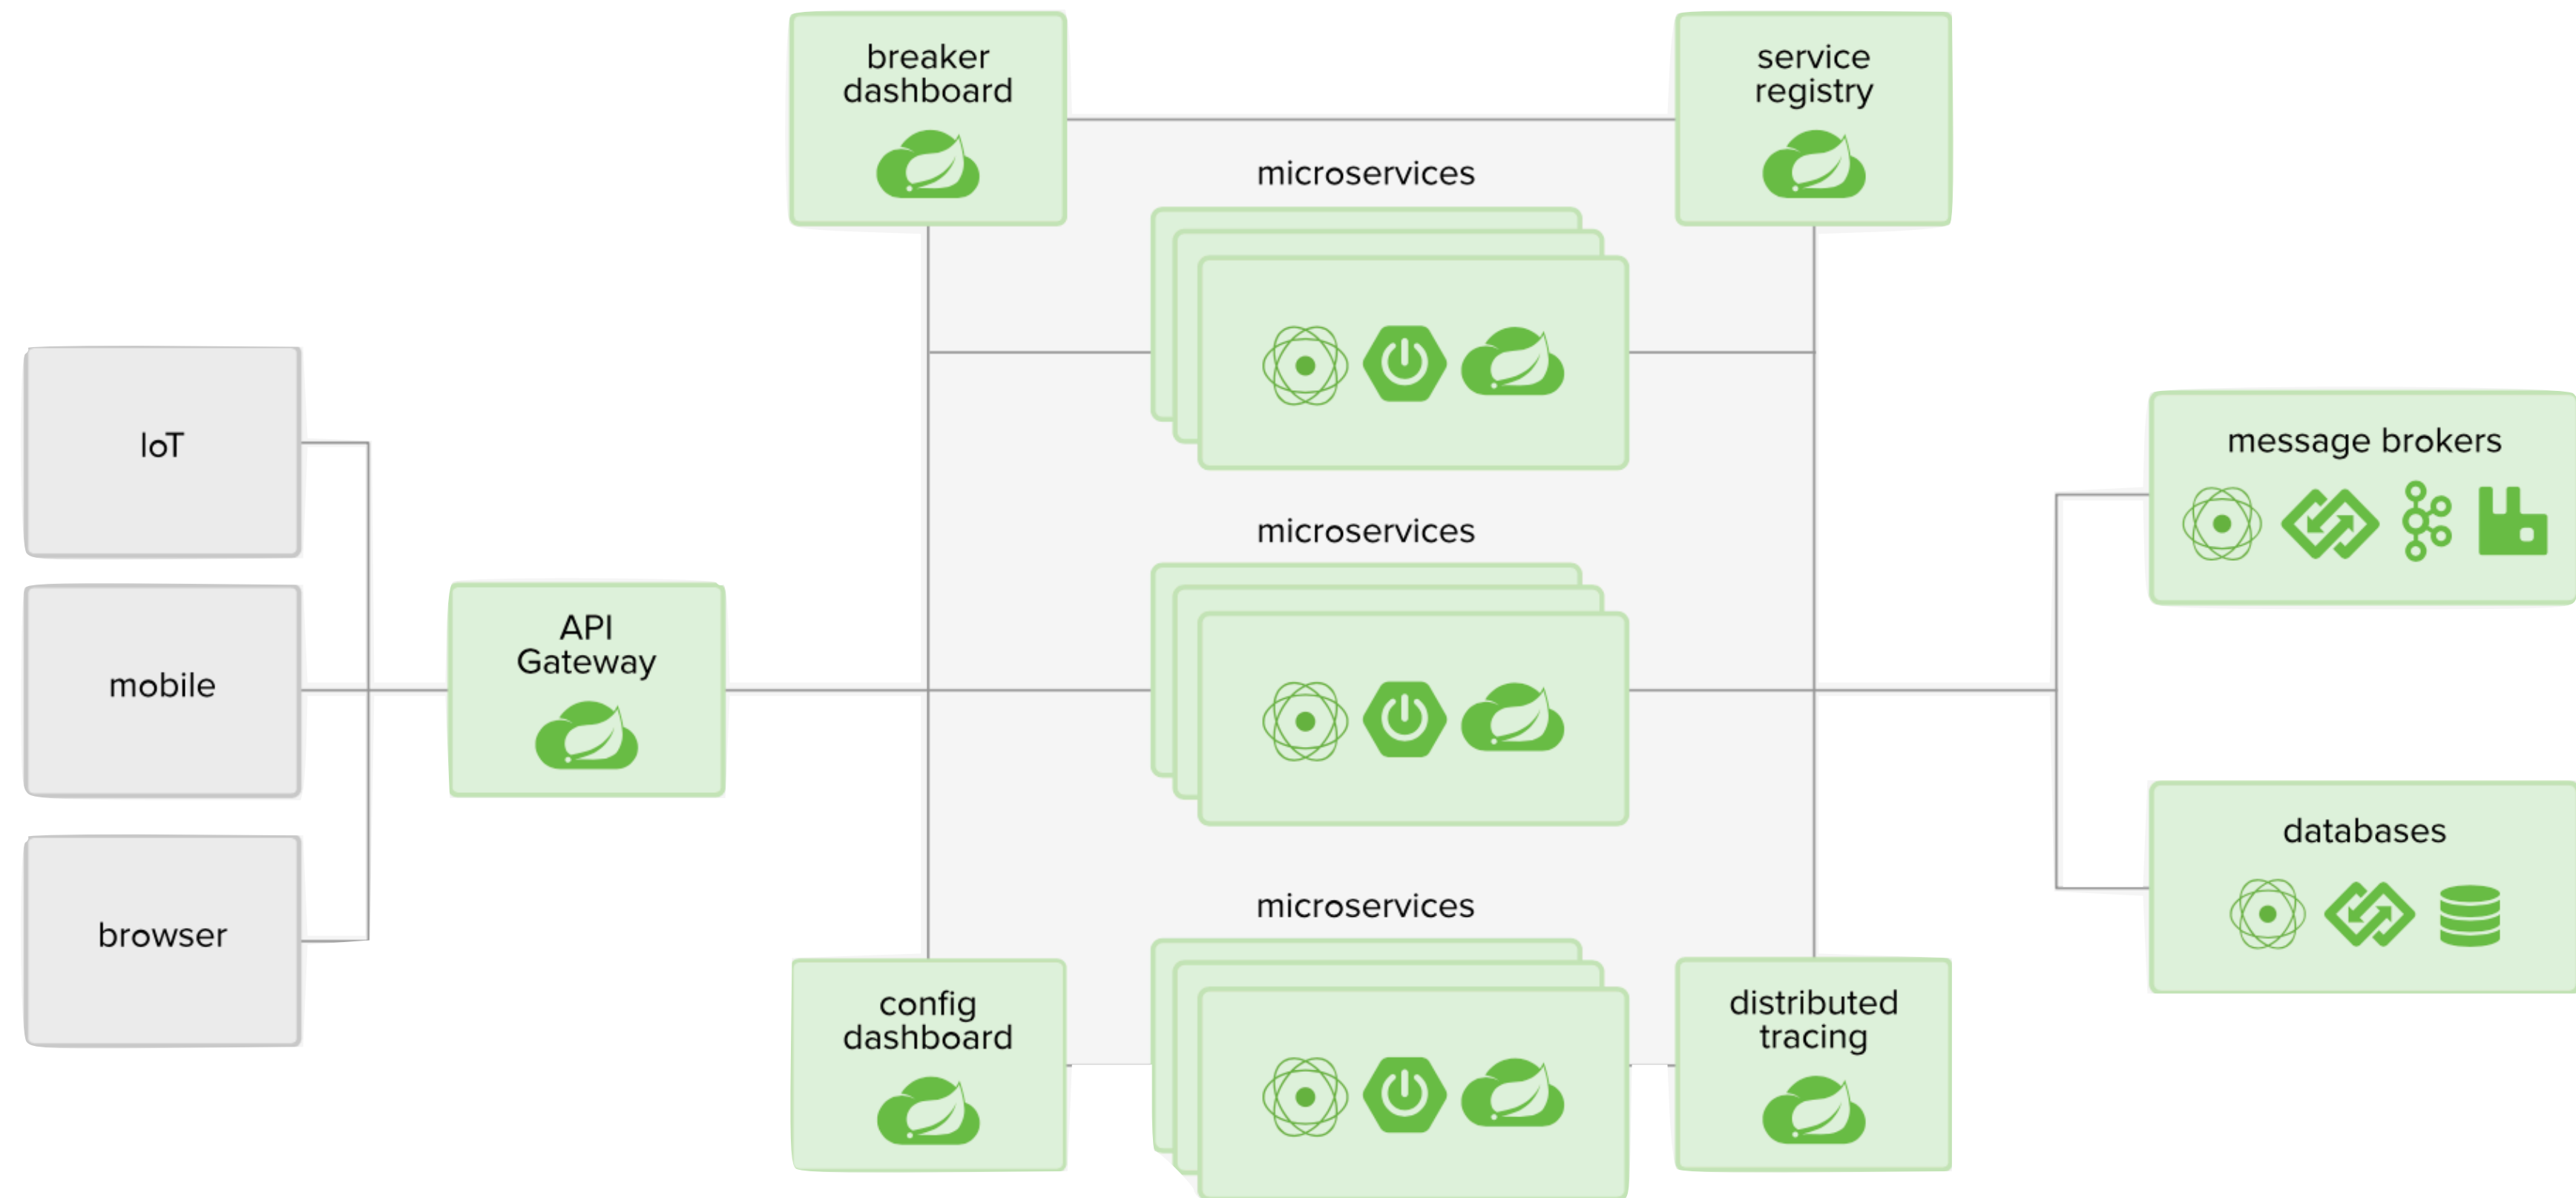 breaker
dashboard
service
registry
microservices
IoT
message brokers
microservices
API
Gateway
mobile
databases
microservices
browser
config
dashboard
distributed
tracing